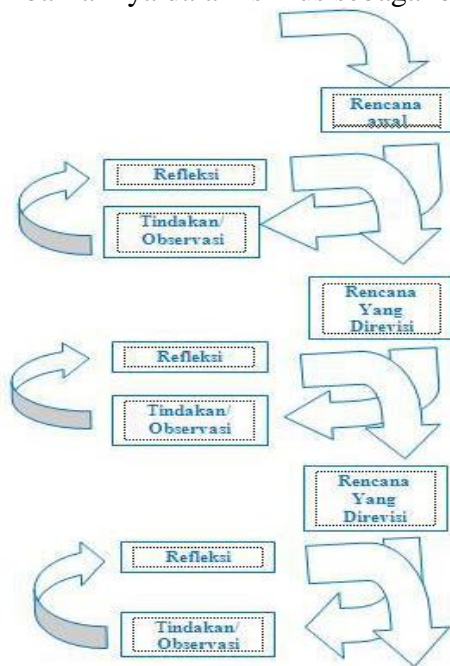 Rencana
awal
Refleksi
Tindakan/
Observasi
Rencana
Yang
Direvisi
Refleksi
Tindakan/
Observasi
Rencana
Yang
Direvisi
Refleksi
Tindakan/
Observasi